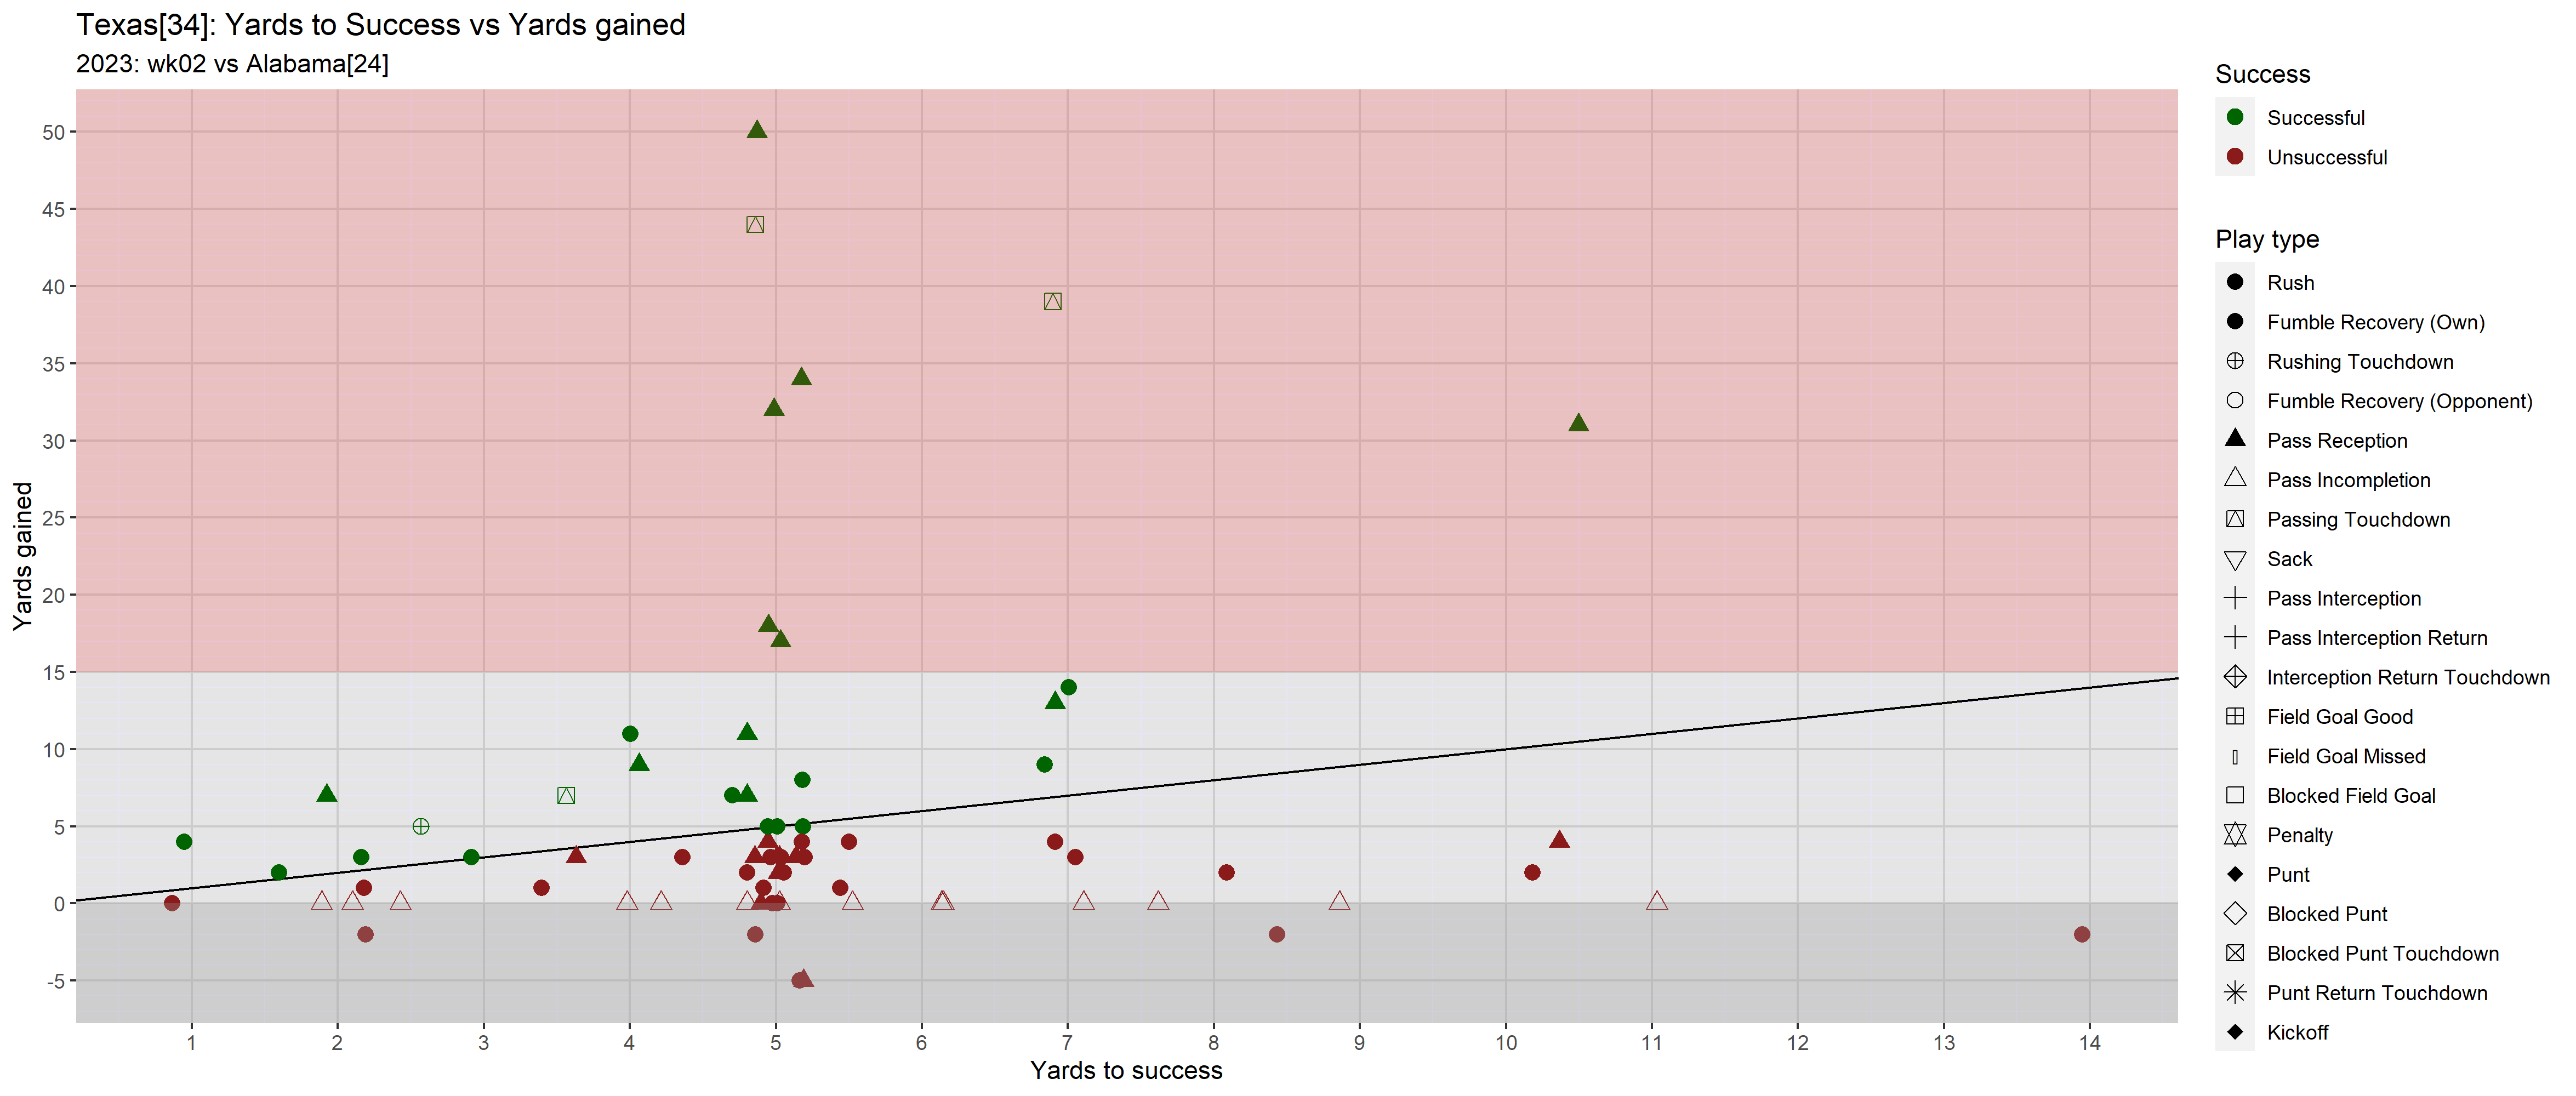 Texas[34]: Yards to Success vs Yards gained
2023: wk02 vs Alabama[24]
Yards gained
50
45
40
35
30
25
20
15
10
5
0
-5
1 2 3 4 5 6 7 8 9 10 11 12 13 14
Yards to success
Success
Successful
Unsuccessful
Play type
Rush
Fumble Recovery (Own)
Rushing Touchdown
Fumble Recovery (Opponent)
Pass Reception
Pass Incompletion
Passing Touchdown
Sack
Pass Interception
Pass Interception Return
Interception Return Touchdown
Field Goal Good
Field Goal Missed
Blocked Field Goal
Penalty
Punt
Blocked Punt
Blocked Punt Touchdown
Punt Return Touchdown
Kickoff